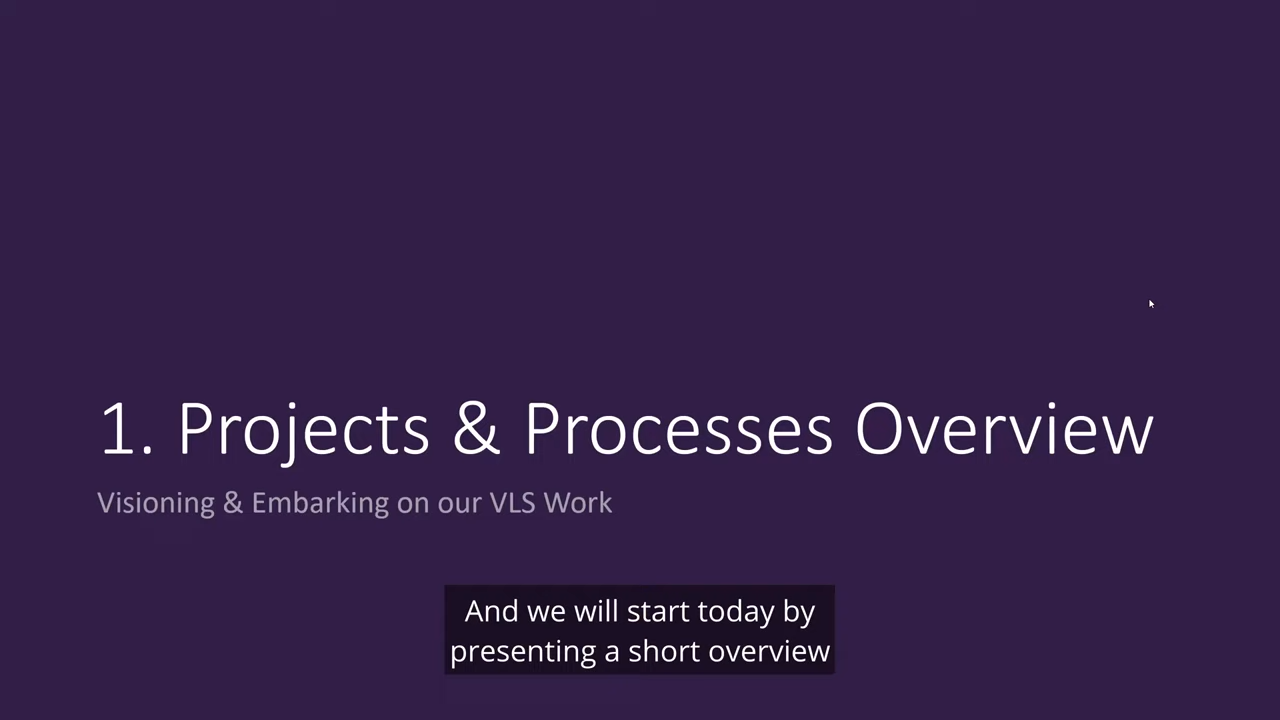 1. Projects & Processes Overview
Visioning & Embarking on our VLS Work
And we will start today by
presenting a short overview